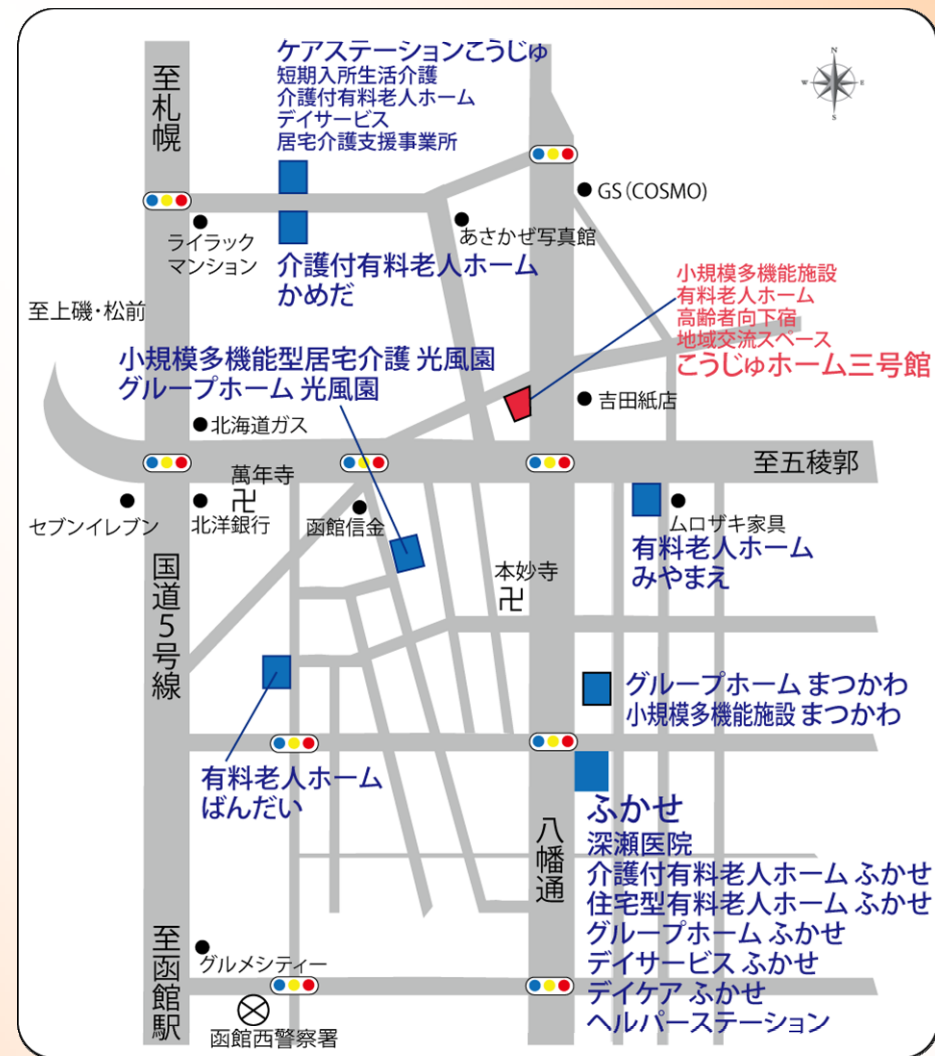 ケアステーションこうじゅ
短期入所生活介護
介護付有料老人ホーム
デイサービス
居宅介護支援事業所
至札幌
N
W
E
S
GS(COSMO)
ライラック
マンション
あさかぜ写真館
介護付有料老人ホーム
かめだ
小規模多機能施設
有料老人ホーム
高齢者向下宿
地域交流スペース
こうじゅホーム三号館
至上磯・松前
小規模多機能型居宅介護 光風園
グループホーム 光風園
吉田紙店
北海道ガス
至五稜郭
萬年寺
卍
セブンイレブン
北洋銀行
函館信金
ムロザキ家具
有料老人ホーム
みやまえ
本妙寺
卍
国道5号線
グループホーム まつかわ
小規模多機能施設 まつかわ
有料老人ホーム
ばんだい
八幡通
ふかせ
深瀬医院
介護付有料老人ホーム ふかせ
住宅型有料老人ホーム ふかせ
グループホーム ふかせ
デイサービス ふかせ
デイケア ふかせ
ヘルパーステーション
至函館駅
グルメシティー
函館西警察署